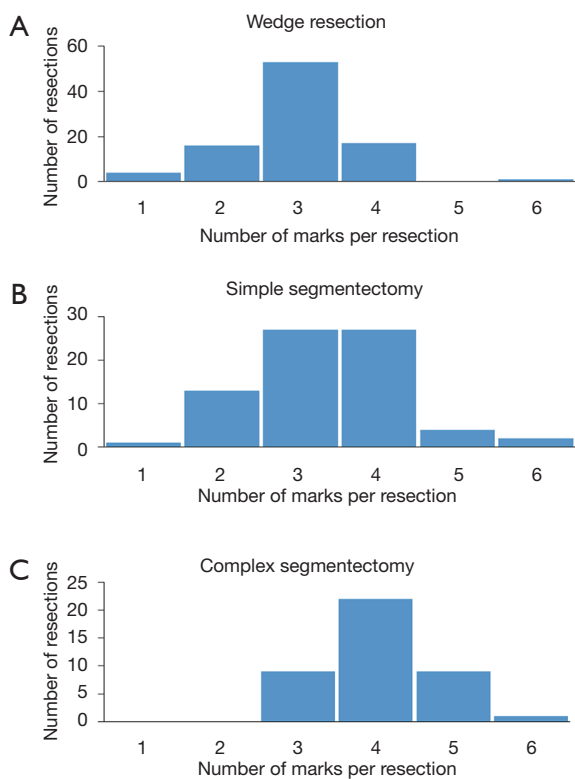 A
Wedge resection
Number of resections
60
40
20
0
1 2 3 4 5 6
Number of marks per resection
B
Simple segmentectomy
Number of resections
30
20
10
0
1 2 3 4 5 6
Number of marks per resection
C
Complex segmentectomy
Number of resections
25
20
15
10
5
0
1 2 3 4 5 6
Number of marks per resection